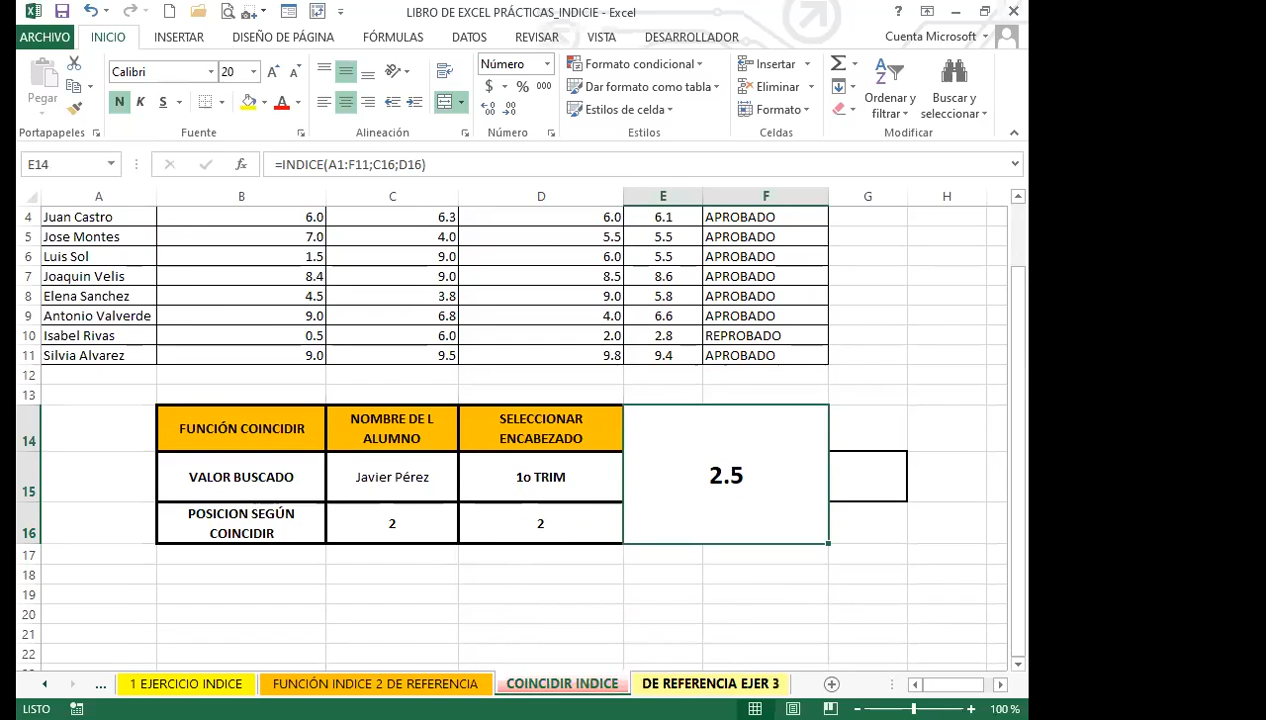 LIBRO DE EXCEL PRÁCTICAS_INDICIE - Excel
ARCHIVO INICIO INSERTAR DISEÑO DE PÁGINA FÓRMULAS DATOS REVISAR VISTA DESARROLLADOR Cuenta Microsoft
Calibri 20 Número Formato condicional Insertar
Pegar N K S $ % 000 Dar formato como tabla Eliminar Ordenar y filtrar Buscar y seleccionar
Estilos de celda Formato
Portapapeles Fuente Alineación Número Estilos Celdas Modificar
E14 fx =INDICE(A1:F11;C16;D16)
A B C D E F G H
4 Juan Castro 6.0 6.3 6.0 6.1 APROBADO
5 Jose Montes 7.0 4.0 5.5 5.5 APROBADO
6 Luis Sol 1.5 9.0 6.0 5.5 APROBADO
7 Joaquin Velis 8.4 9.0 8.5 8.6 APROBADO
8 Elena Sanchez 4.5 3.8 9.0 5.8 APROBADO
9 Antonio Valverde 9.0 6.8 4.0 6.6 APROBADO
10 Isabel Rivas 0.5 6.0 2.0 2.8 REPROBADO
11 Silvia Alvarez 9.0 9.5 9.8 9.4 APROBADO
12
13
14 FUNCIÓN COINCIDIR NOMBRE DE L ALUMNO SELECCIONAR ENCABEZADO
15 VALOR BUSCADO Javier Pérez 1o TRIM 2.5
16 POSICION SEGÚN COINCIDIR 2 2
17
18
19
20
21
22
... 1 EJERCICIO INDICE FUNCIÓN INDICE 2 DE REFERENCIA COINCIDIR INDICE DE REFERENCIA EJER 3
LISTO 100 %